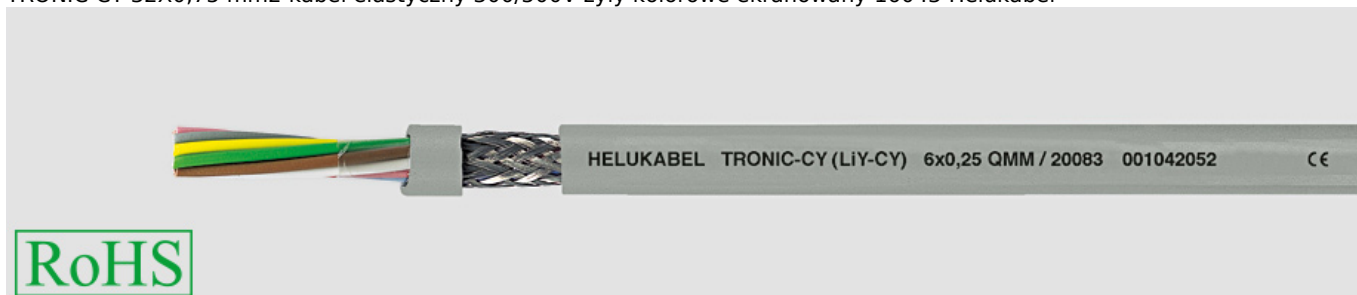 HELUKABEL TRONIC-CY (LiY-CY) 6x0,25 QMM / 20083 001042052 CE
RoHS